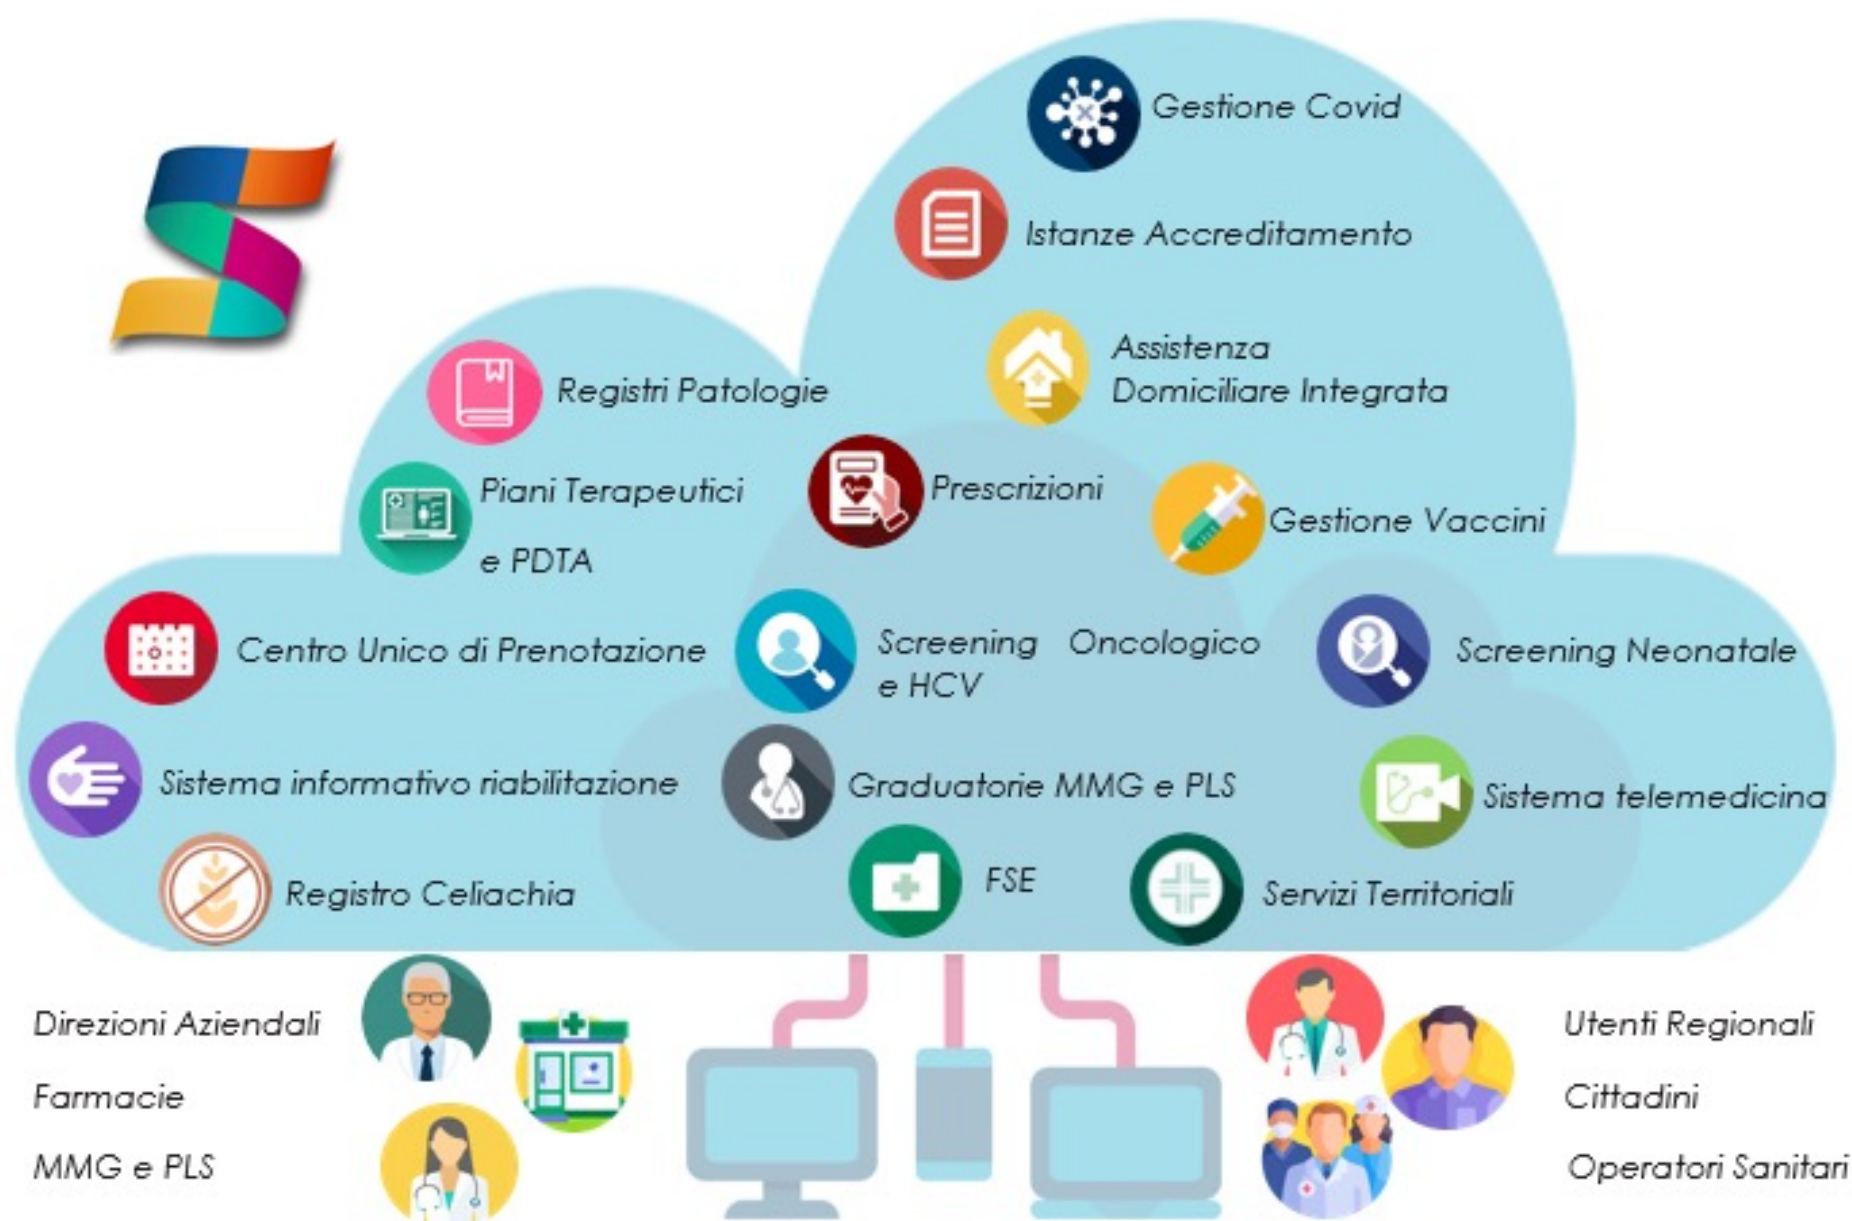 Gestione Covid
Istanze Accreditamento
Assistenza
Domiciliare Integrata
Registri Patologie
Piani Terapeutici
e PDTA
Prescrizioni
Gestione Vaccini
Centro Unico di Prenotazione
Screening Oncologico
e HCV
Screening Neonatale
Sistema informativo riabilitazione
Graduatorie MMG e PLS
Sistema telemedicina
Registro Celiachia
FSE
Servizi Territoriali
Direzioni Aziendali
Farmacie
MMG e PLS
Utenti Regionali
Cittadini
Operatori Sanitari